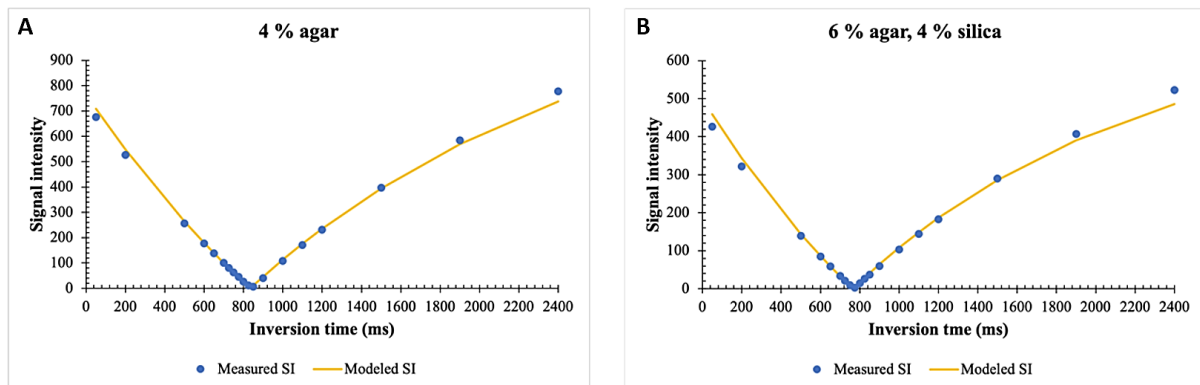 A
4 % agar
Signal intensity
900
800
700
600
500
400
300
200
100
0
0 200 400 600 800 1000 1200 1400 1600 1800 2000 2200 2400
Inversion time (ms)
Measured SI Modeled SI
B
6 % agar, 4 % silica
Signal intensity
600
500
400
300
200
100
0
0 200 400 600 800 1000 1200 1400 1600 1800 2000 2200 2400
Inversion tme (ms)
Measured SI Modeled SI